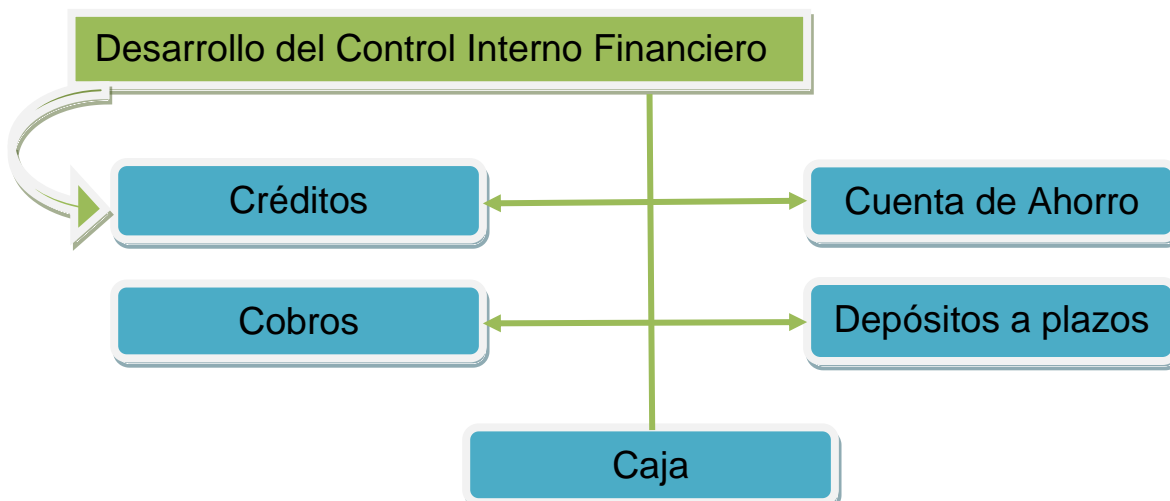 Desarrollo del Control Interno Financiero
Créditos
Cuenta de Ahorro
Cobros
Depósitos a plazos
Caja